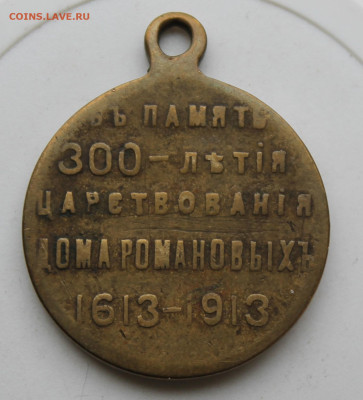 COINS.LAVE.RU
ВЪ ПАМЯТЬ
300-ЛѢТІЯ
ЦАРСТВОВАНІЯ
ДОМА РОМАНОВЫХЪ
1613-1913